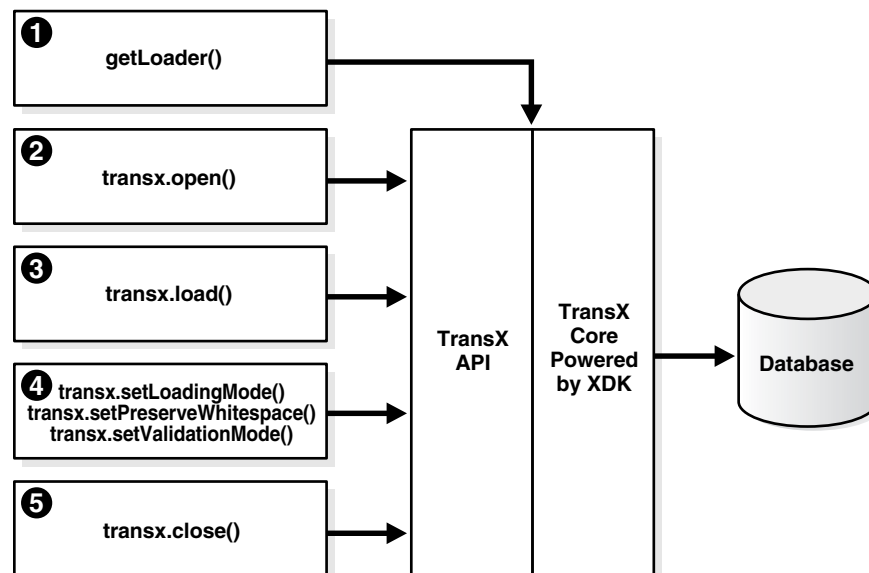 1
getLoader()
2
transx.open()
3
transx.load()
4
transx.setLoadingMode()
transx.setPreserveWhitespace()
transx.setValidationMode()
5
transx.close()
TransX
API
TransX
Core
Powered
by XDK
Database